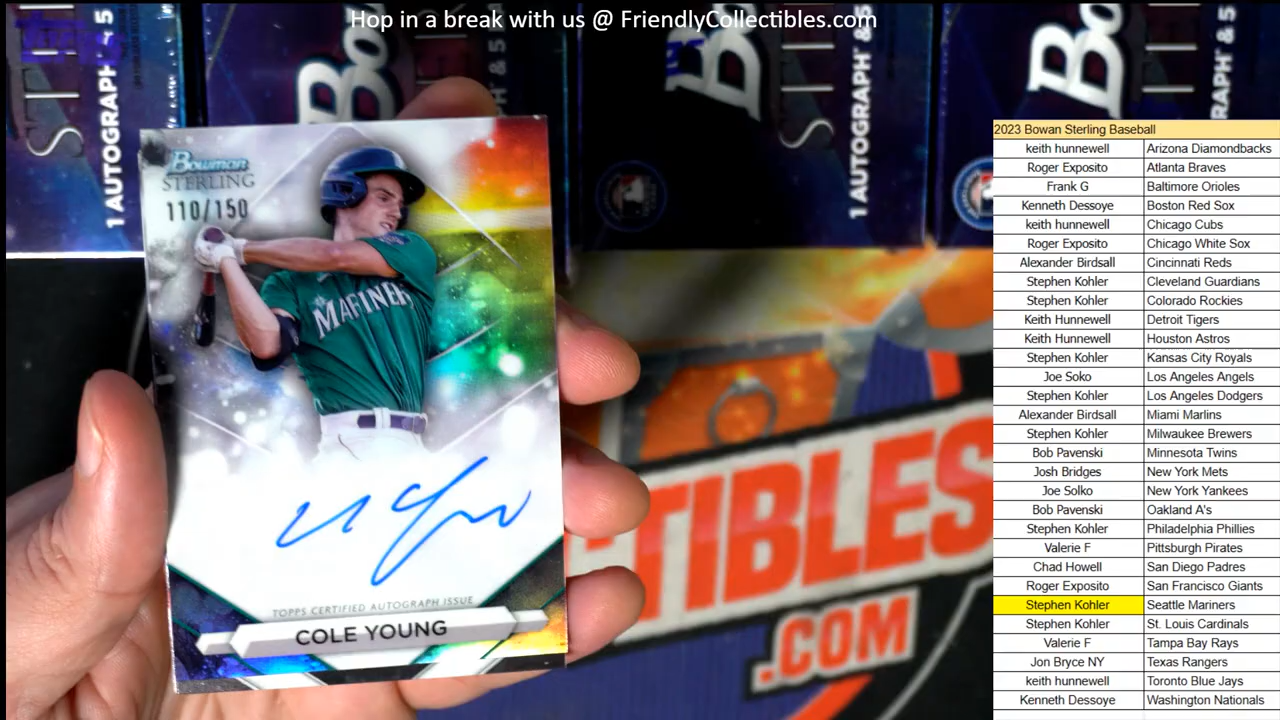 Hop in a break with us @ FriendlyCollectibles.com
1 AUTOGRAPH & 5
Bo
1 AUTOGRAPH & 5
Bo
RAPH & 5
Bowman
STERLING
110/150
MARINER
TOPPS CERTIFIED AUTOGRAPH ISSUE
COLE YOUNG
TIBLES
.COM
2023 Bowan Sterling Baseball
keith hunnewell Arizona Diamondbacks
Roger Exposito Atlanta Braves
Frank G Baltimore Orioles
Kenneth Dessoye Boston Red Sox
keith hunnewell Chicago Cubs
Roger Exposito Chicago White Sox
Alexander Birdsall Cincinnati Reds
Stephen Kohler Cleveland Guardians
Stephen Kohler Colorado Rockies
Keith Hunnewell Detroit Tigers
Keith Hunnewell Houston Astros
Stephen Kohler Kansas City Royals
Joe Soko Los Angeles Angels
Stephen Kohler Los Angeles Dodgers
Alexander Birdsall Miami Marlins
Stephen Kohler Milwaukee Brewers
Bob Pavenski Minnesota Twins
Josh Bridges New York Mets
Joe Solko New York Yankees
Bob Pavenski Oakland A's
Stephen Kohler Philadelphia Phillies
Valerie F Pittsburgh Pirates
Chad Howell San Diego Padres
Roger Exposito San Francisco Giants
Stephen Kohler Seattle Mariners
Stephen Kohler St. Louis Cardinals
Valerie F Tampa Bay Rays
Jon Bryce NY Texas Rangers
keith hunnewell Toronto Blue Jays
Kenneth Dessoye Washington Nationals